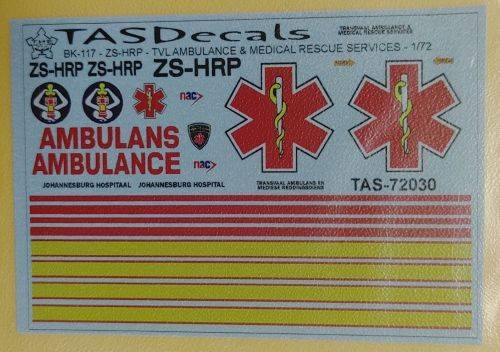 TASDecals
BK-117 - ZS-HRP - TVL AMBULANCE & MEDICAL RESCUE SERVICES - 1/72
TRANSVAAL AMBULANCE &
MEDICAL RESCUE SERVICES
ZS-HRP ZS-HRP ZS-HRP
nac
AMBULANS
AMBULANCE
nac
JOHANNESBURG HOSPITAAL JOHANNESBURG HOSPITAL
TRANSVAAL AMBULANS EN
MEDIESE REDDINGSDIENS
TAS-72030